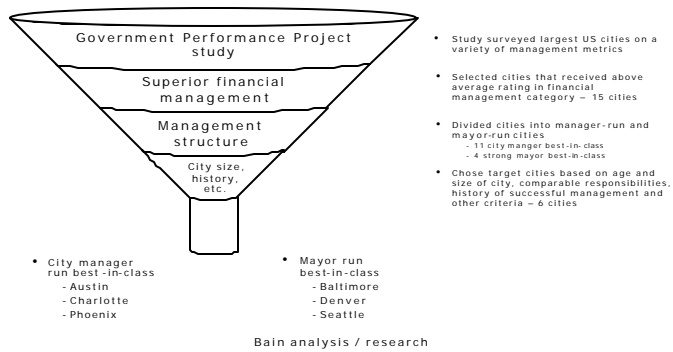 Government Performance Project
study
Superior financial
management
Management
structure
City size,
history,
etc.
• Study surveyed largest US cities on a
variety of management metrics
• Selected cities that received above
average rating in financial
management category – 15 cities
• Divided cities into manager-run and
mayor-run cities
- 11 city manger best-in-class
- 4 strong mayor best-in-class
• Chose target cities based on age and
size of city, comparable responsibilities,
history of successful management and
other criteria – 6 cities
• City manager
run best-in-class
- Austin
- Charlotte
- Phoenix
• Mayor run
best-in-class
- Baltimore
- Denver
- Seattle
Bain analysis / research